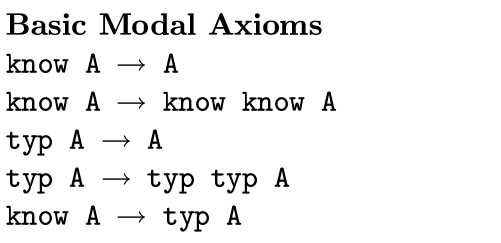 Basic Modal Axioms
know A → A
know A → know know A
typ A → A
typ A → typ typ A
know A → typ A